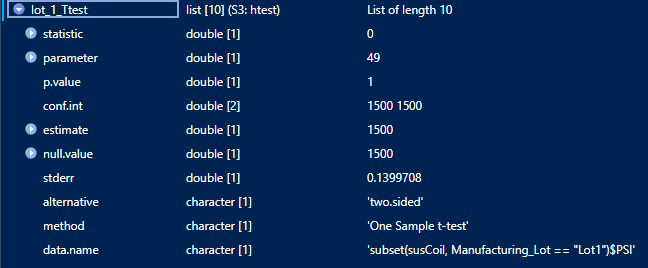 lot_1_Ttest list [10] (S3: htest) List of length 10
statistic double [1] 0
parameter double [1] 49
p.value double [1] 1
conf.int double [2] 1500 1500
estimate double [1] 1500
null.value double [1] 1500
stderr double [1] 0.1399708
alternative character [1] 'two.sided'
method character [1] 'One Sample t-test'
data.name character [1] 'subset(susCoil, Manufacturing_Lot == "Lot1")$PSI'